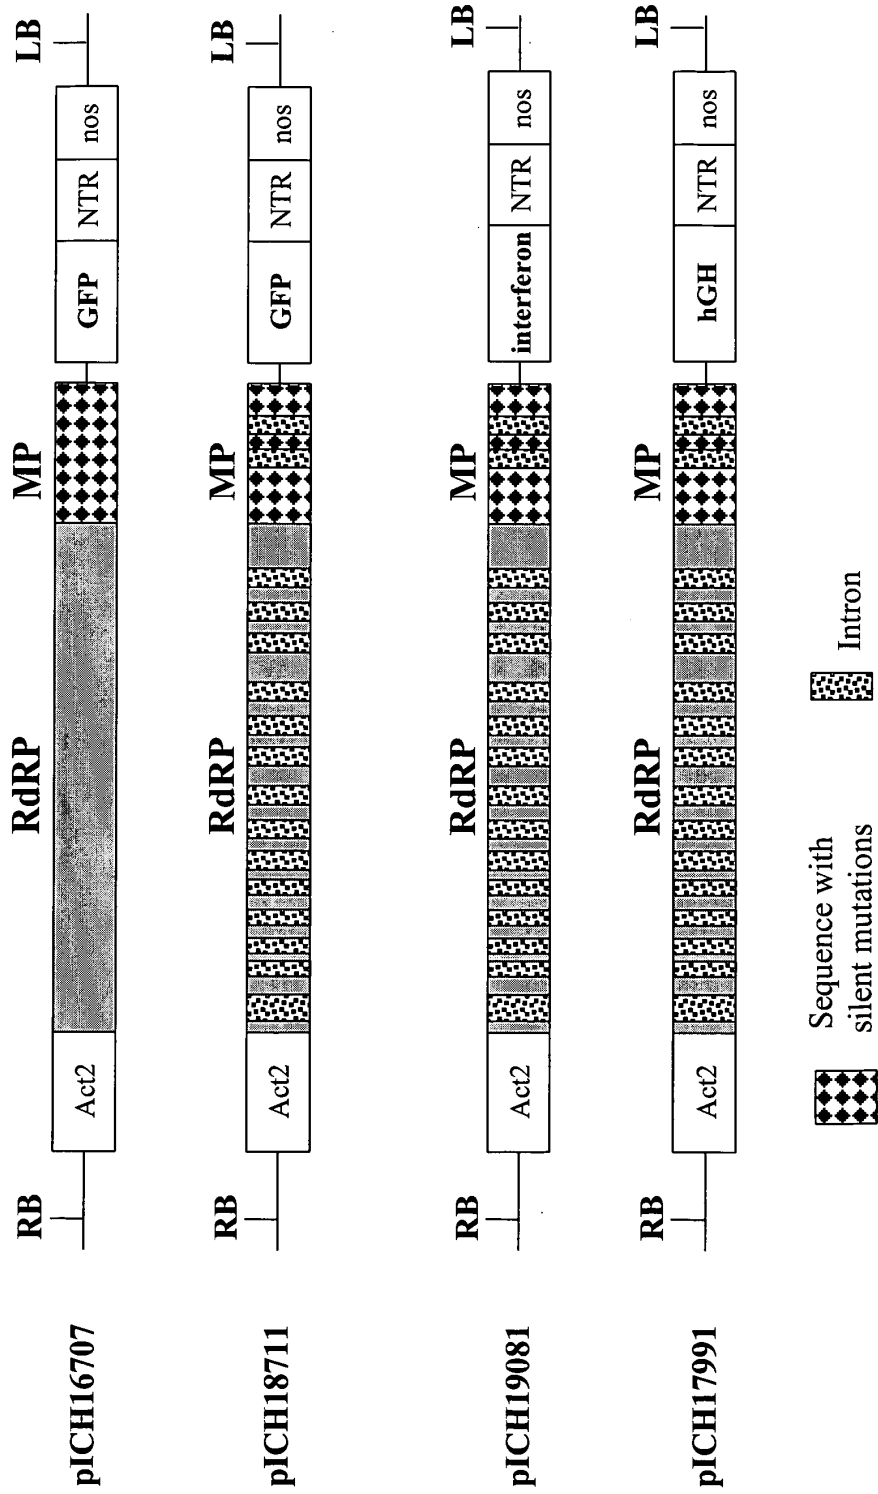 pICH16707
RB
Act2
RdRP
MP
GFP
NTR
nos
LB
pICH18711
RB
Act2
RdRP
MP
GFP
NTR
nos
LB
pICH19081
RB
Act2
RdRP
MP
interferon
NTR
nos
LB
pICH17991
RB
Act2
RdRP
MP
hGH
NTR
nos
LB
Sequence with
silent mutations
Intron